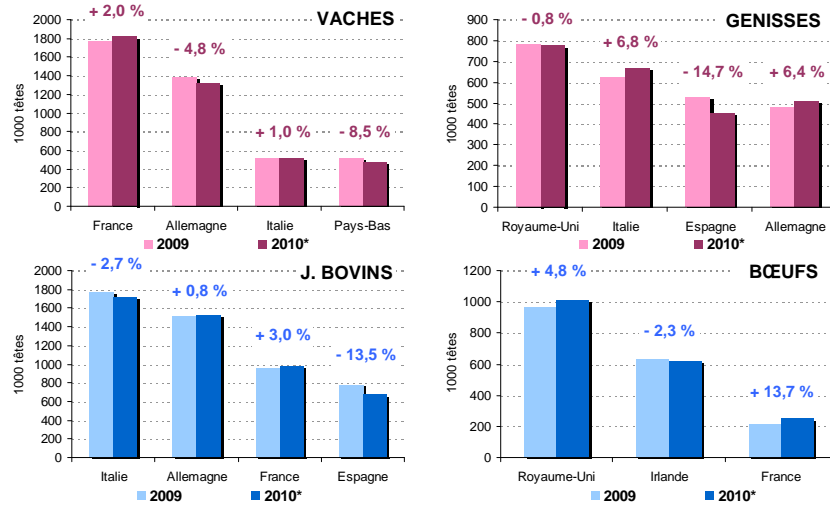 VACHES
+ 2,0 %
- 4,8 %
+ 1,0 %
- 8,5 %
1000 têtes
2000
1800
1600
1400
1200
1000
800
600
400
200
0
France
Allemagne
Italie
Pays-Bas
2009
2010*
GENISSES
- 0,8 %
+ 6,8 %
- 14,7 %
+ 6,4 %
1000 têtes
900
800
700
600
500
400
300
200
100
0
Royaume-Uni
Italie
Espagne
Allemagne
2009
2010*
J. BOVINS
- 2,7 %
+ 0,8 %
+ 3,0 %
- 13,5 %
1000 têtes
2000
1800
1600
1400
1200
1000
800
600
400
200
0
Italie
Allemagne
France
Espagne
2009
2010*
BŒUFS
+ 4,8 %
- 2,3 %
+ 13,7 %
1000 têtes
1200
1000
800
600
400
200
0
Royaume-Uni
Irlande
France
2009
2010*